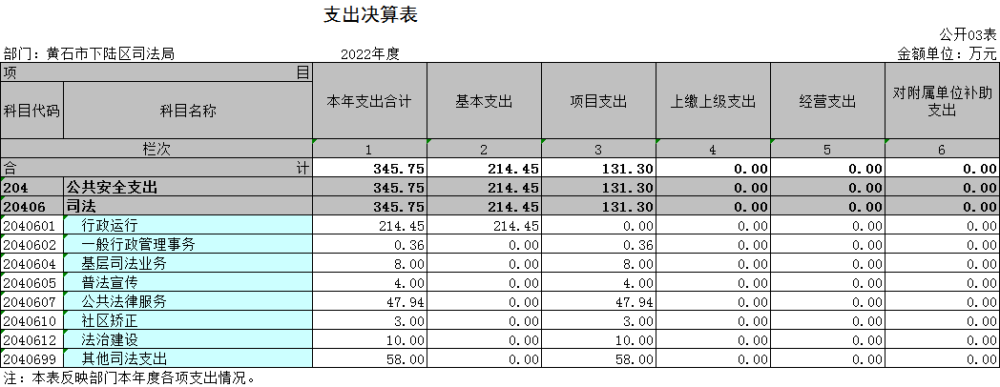 支出决算表
公开03表
部门：黄石市下陆区司法局 2022年度 金额单位：万元
项 目 本年支出合计 基本支出 项目支出 上缴上级支出 经营支出 对附属单位补助支出
科目代码 科目名称
栏次 1 2 3 4 5 6
合 计 345.75 214.45 131.30 0.00 0.00 0.00
204 公共安全支出 345.75 214.45 131.30 0.00 0.00 0.00
20406 司法 345.75 214.45 131.30 0.00 0.00 0.00
2040601 行政运行 214.45 214.45 0.00 0.00 0.00 0.00
2040602 一般行政管理事务 0.36 0.00 0.36 0.00 0.00 0.00
2040604 基层司法业务 8.00 0.00 8.00 0.00 0.00 0.00
2040605 普法宣传 4.00 0.00 4.00 0.00 0.00 0.00
2040607 公共法律服务 47.94 0.00 47.94 0.00 0.00 0.00
2040610 社区矫正 3.00 0.00 3.00 0.00 0.00 0.00
2040612 法治建设 10.00 0.00 10.00 0.00 0.00 0.00
2040699 其他司法支出 58.00 0.00 58.00 0.00 0.00 0.00
注：本表反映部门本年度各项支出情况。